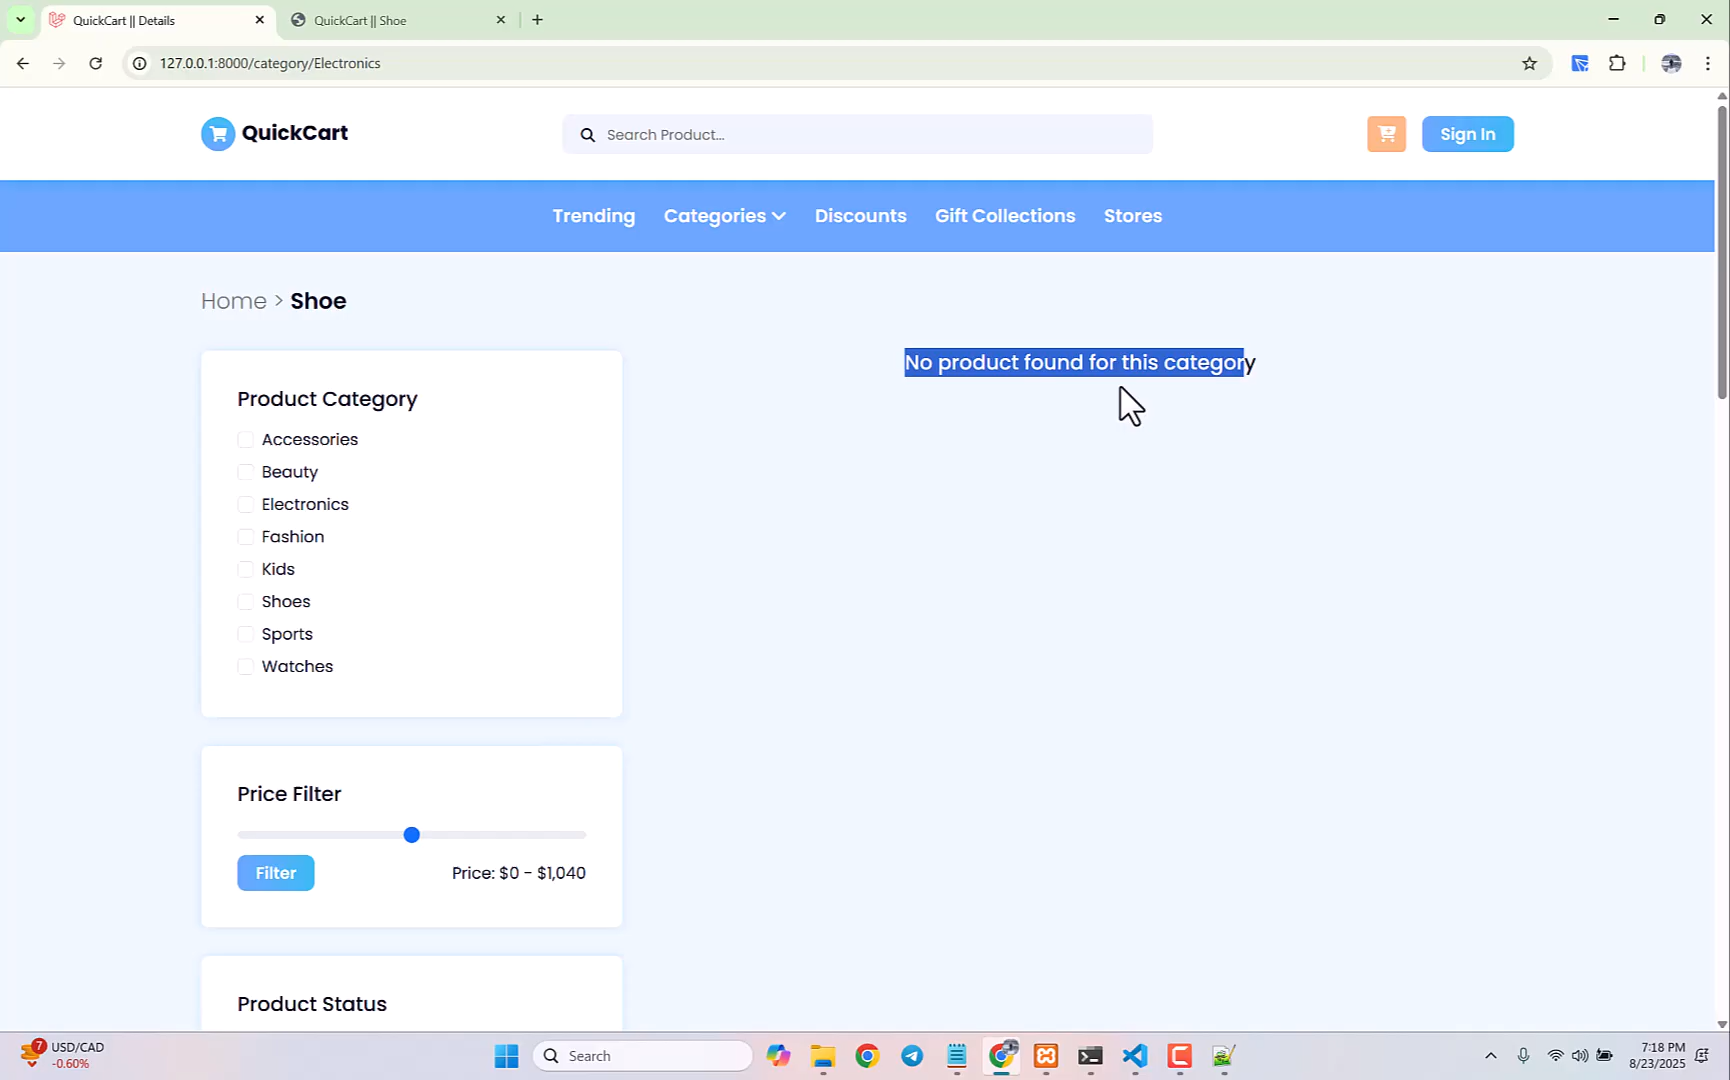 QuickCart || Details
QuickCart || Shoe
127.0.0.1:8000/category/Electronics
QuickCart
Search Product...
Sign In
Trending
Categories
Discounts
Gift Collections
Stores
Home > Shoe
No product found for this category
Product Category
Accessories
Beauty
Electronics
Fashion
Kids
Shoes
Sports
Watches
Price Filter
Filter
Price: $0 - $1,040
Product Status
7
USD/CAD
-0.60%
Search
7:18 PM
8/23/2025